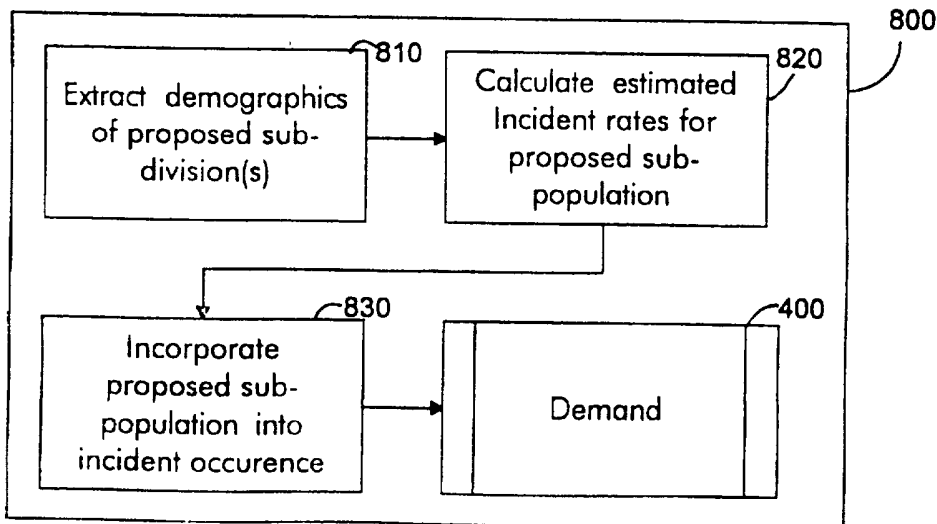 800
810
Extract demographics
of proposed sub-
division(s)
820
Calculate estimated
Incident rates for
proposed sub-
population
830
Incorporate
proposed sub-
population into
incident occurence
400
Demand